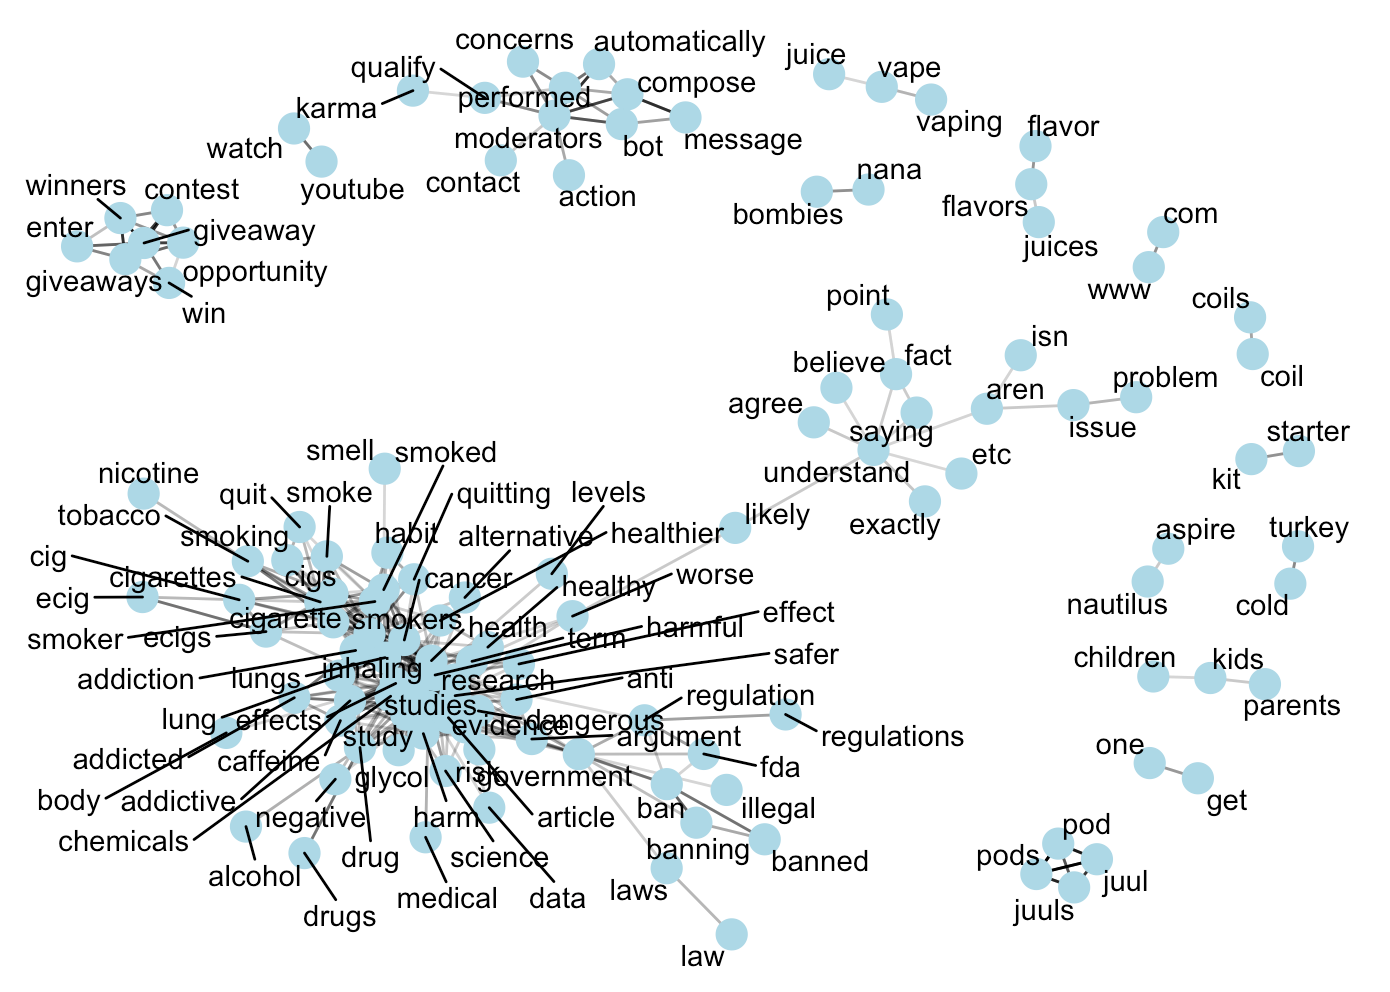 concerns
automatically
juice
vape
qualify
compose
karma
performed
vaping
flavor
watch
moderators
bot
message
youtube
contact
action
nana
bombies
flavors
juices
winners
contest
enter
giveaway
giveaways
opportunity
win
com
www
point
coils
coil
isn
believe
fact
aren
problem
agree
saying
issue
understand
etc
starter
kit
likely
exactly
smell
smoked
nicotine
quit
smoke
quitting
levels
tobacco
smoking
habit
alternative
healthier
aspire
turkey
cig
cigarettes
cigs
cancer
healthy
worse
ecig
nautilus
cold
smoker
ecigs
cigarette
smokers
health
term
harmful
effect
safer
addiction
lungs
inhaling
research
anti
children
kids
parents
lung
effects
studies
evidence
dangerous
regulation
addicted
caffeine
study
argument
regulations
one
get
body
addictive
glycol
risk
government
fda
chemicals
negative
harm
article
ban
illegal
drug
science
banning
banned
pod
pods
juul
juuls
alcohol
medical
data
laws
drugs
law